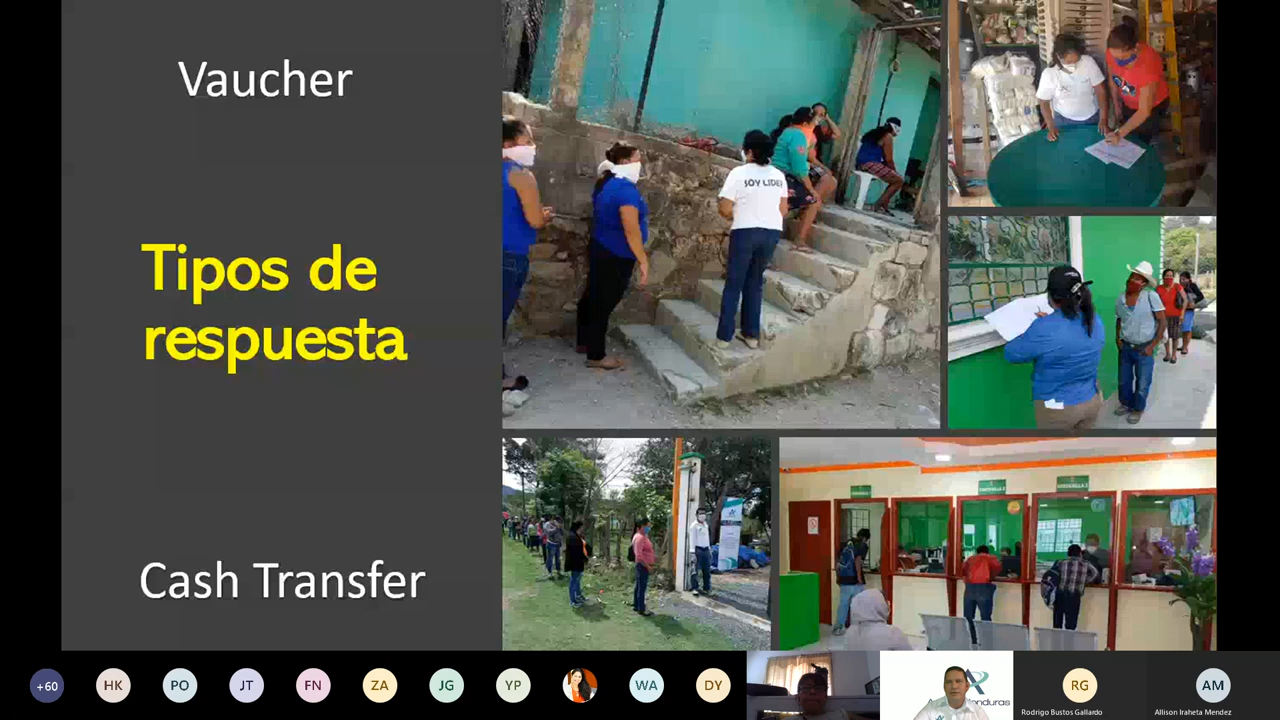 Vaucher
Tipos de
respuesta
Cash Transfer
SOY LIDER
+60
HK
PO
JT
FN
ZA
JG
YP
WA
DY
RG
Rodrigo Bustos Gallardo
AM
Allison Iraheta Mendez